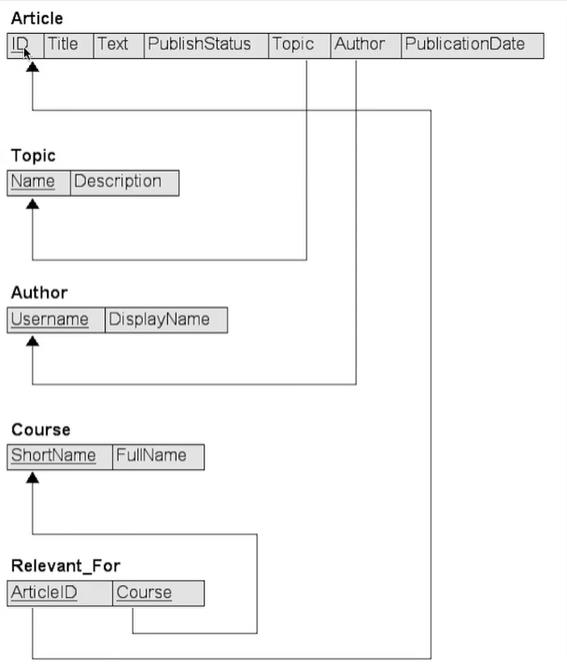 Article
ID Title Text PublishStatus Topic Author PublicationDate
Topic
Name Description
Author
Username DisplayName
Course
ShortName FullName
Relevant_For
ArticleID Course